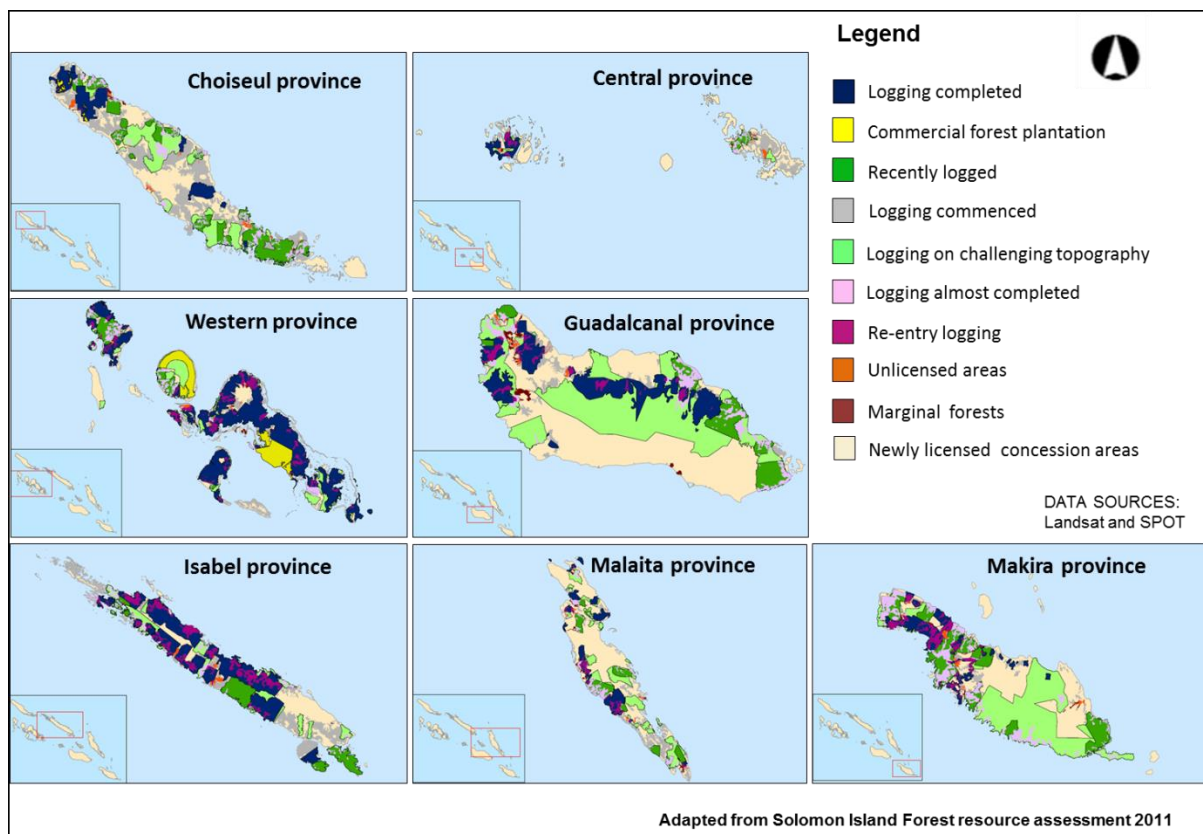 Choiseul province
Central province
Legend
Logging completed
Commercial forest plantation
Recently logged
Logging commenced
Logging on challenging topography
Logging almost completed
Re-entry logging
Unlicensed areas
Marginal forests
Newly licensed concession areas
DATA SOURCES:
Landsat and SPOT
Western province
Guadalcanal province
Isabel province
Malaita province
Makira province
Adapted from Solomon Island Forest resource assessment 2011